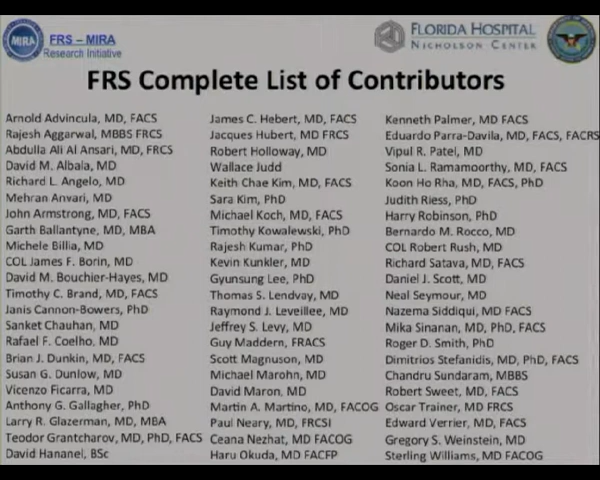 MIRA
FRS – MIRA
Research Initiative
FLORIDA HOSPITAL
NICHOLSON CENTER
FRS Complete List of Contributors
Arnold Advincula, MD, FACS
Rajesh Aggarwal, MBBS FRCS
Abdulla Ali Al Ansari, MD, FRCS
David M. Albala, MD
Richard L. Angelo, MD
Mehran Anvari, MD
John Armstrong, MD, FACS
Garth Ballantyne, MD, MBA
Michele Billia, MD
COL James F. Borin, MD
David M. Bouchier-Hayes, MD
Timothy C. Brand, MD, FACS
Janis Cannon-Bowers, PhD
Sanket Chauhan, MD
Rafael F. Coelho, MD
Brian J. Dunkin, MD, FACS
Susan G. Dunlow, MD
Vicenzo Ficarra, MD
Anthony G. Gallagher, PhD
Larry R. Glazerman, MD, MBA
Teodor Grantcharov, MD, PhD, FACS
David Hananel, BSc
James C. Hebert, MD, FACS
Jacques Hubert, MD FRCS
Robert Holloway, MD
Wallace Judd
Keith Chae Kim, MD, FACS
Sara Kim, PhD
Michael Koch, MD, FACS
Timothy Kowalewski, PhD
Rajesh Kumar, PhD
Kevin Kunkler, MD
Gyunsung Lee, PhD
Thomas S. Lendvay, MD
Raymond J. Leveillee, MD
Jeffrey S. Levy, MD
Guy Maddern, FRACS
Scott Magnuson, MD
Michael Marohn, MD
David Maron, MD
Martin A. Martino, MD, FACOG
Paul Neary, MD, FRCSI
Ceana Nezhat, MD FACOG
Haru Okuda, MD FACFP
Kenneth Palmer, MD FACS
Eduardo Parra-Davila, MD, FACS, FACRS
Vipul R. Patel, MD
Sonia L. Ramamoorthy, MD, FACS
Koon Ho Rha, MD, FACS, PhD
Judith Riess, PhD
Harry Robinson, PhD
Bernardo M. Rocco, MD
COL Robert Rush, MD
Richard Satava, MD, FACS
Daniel J. Scott, MD
Neal Seymour, MD
Nazema Siddiqui, MD FACS
Mika Sinanan, MD, PhD, FACS
Roger D. Smith, PhD
Dimitrios Stefanidis, MD, PhD, FACS
Chandru Sundaram, MBBS
Robert Sweet, MD, FACS
Oscar Trainer, MD FRCS
Edward Verrier, MD, FACS
Gregory S. Weinstein, MD
Sterling Williams, MD FACOG